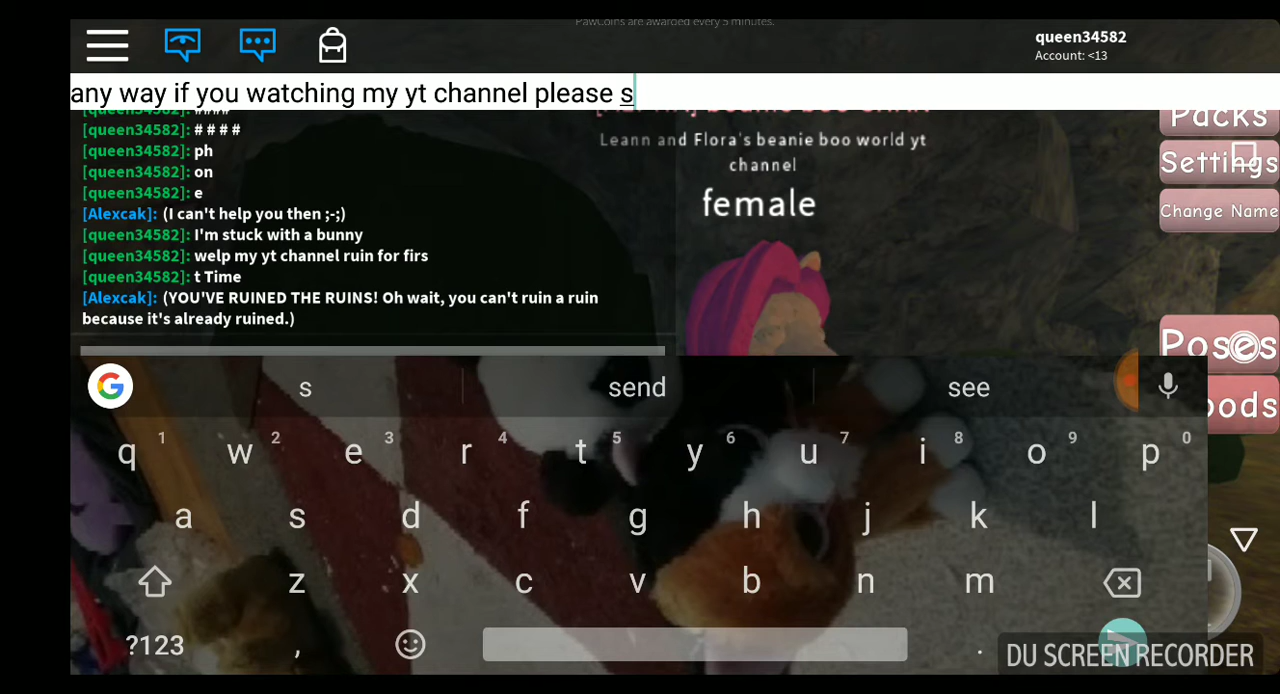 PawCoins are awarded every 5 minutes.
queen34582
Account: <13
any way if you watching my yt channel please s
[queen34582]: # # # #
[queen34582]: ph
[queen34582]: on
[queen34582]: e
[Alexcak]: (I can't help you then ;-;)
[queen34582]: I'm stuck with a bunny
[queen34582]: welp my yt channel ruin for firs
[queen34582]: t Time
[Alexcak]: (YOU'VE RUINED THE RUINS! Oh wait, you can't ruin a ruin
because it's already ruined.)
Leann and Flora's beanie boo world yt
channel
female
Packs
Settings
Change Name
Poses
oods
s send see
1 2 3 4 5 6 7 8 9 0
q w e r t y u i o p
a s d f g h j k l
z x c v b n m
?123 , .
DU SCREEN RECORDER